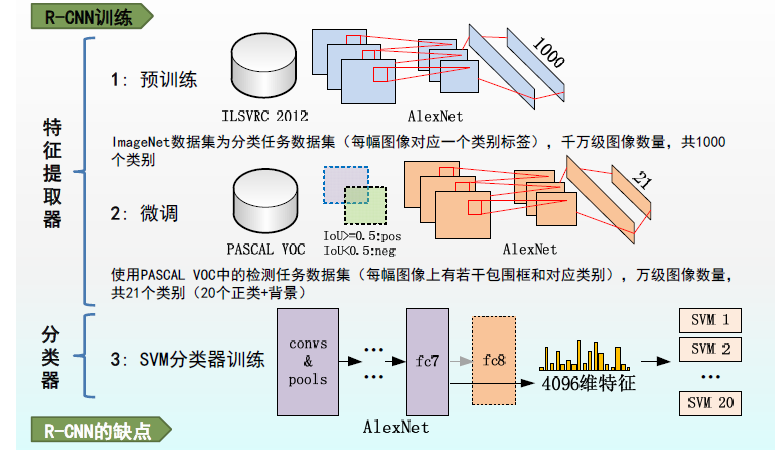 R-CNN训练
1: 预训练
ILSVRC 2012
AlexNet
1000
ImageNet数据集为分类任务数据集（每幅图像对应一个类别标签），千万级图像数量，共1000
个类别
特征提取器
2: 微调
PASCAL VOC
IoU>=0.5:pos
IoU<0.5:neg
AlexNet
21
使用PASCAL VOC中的检测任务数据集（每幅图像上有若干包围框和对应类别），万级图像数量，
共21个类别（20个正类+背景）
分类器
3: SVM分类器训练
convs
&
pools
...
...
fc7
fc8
4096维特征
SVM 1
SVM 2
...
SVM 20
AlexNet
R-CNN的缺点